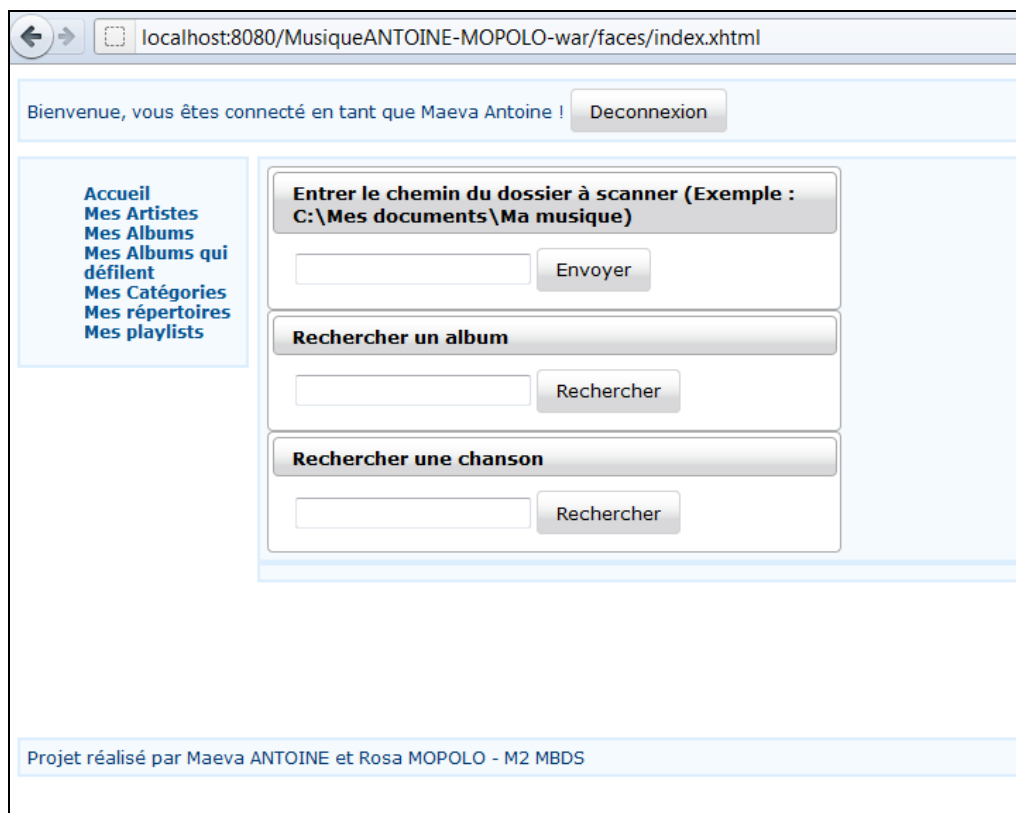 localhost:8080/MusiqueANTOINE-MOPOLO-war/faces/index.xhtml
Bienvenue, vous êtes connecté en tant que Maeva Antoine ! Deconnexion
Accueil
Mes Artistes
Mes Albums
Mes Albums qui
défilent
Mes Catégories
Mes répertoires
Mes playlists
Entrer le chemin du dossier à scanner (Exemple :
C:\Mes documents\Ma musique)
Envoyer
Rechercher un album
Rechercher
Rechercher une chanson
Rechercher
Projet réalisé par Maeva ANTOINE et Rosa MOPOLO - M2 MBDS